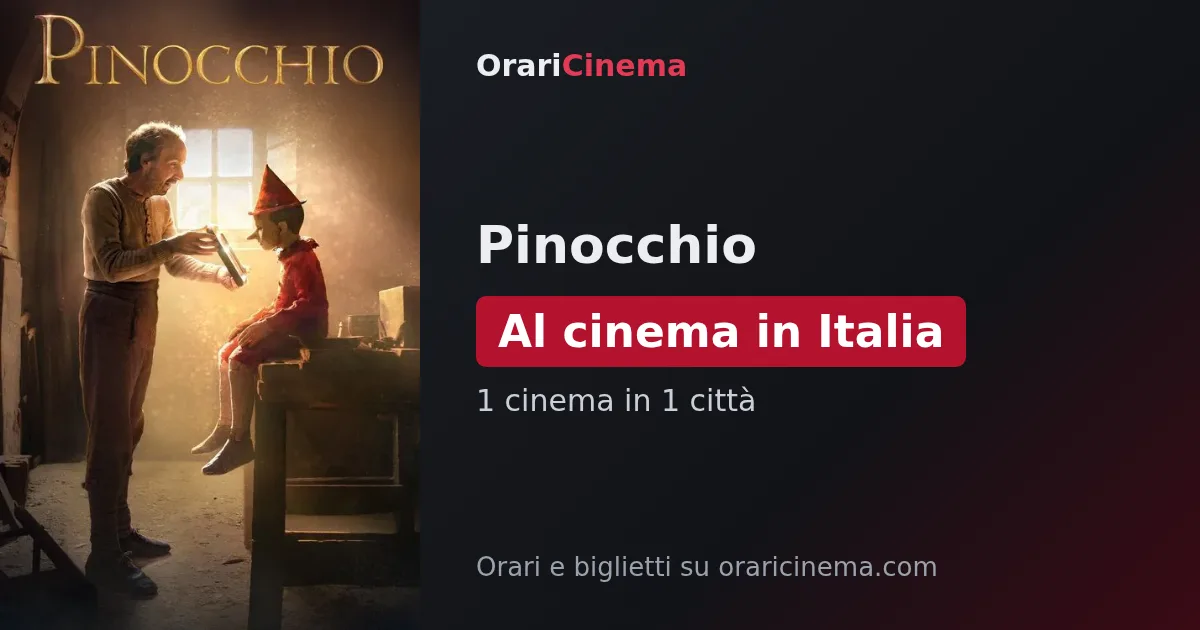 PINOCCHIO
OrariCinema
Pinocchio
Al cinema in Italia
1 cinema in 1 città
Orari e biglietti su oraricinema.com